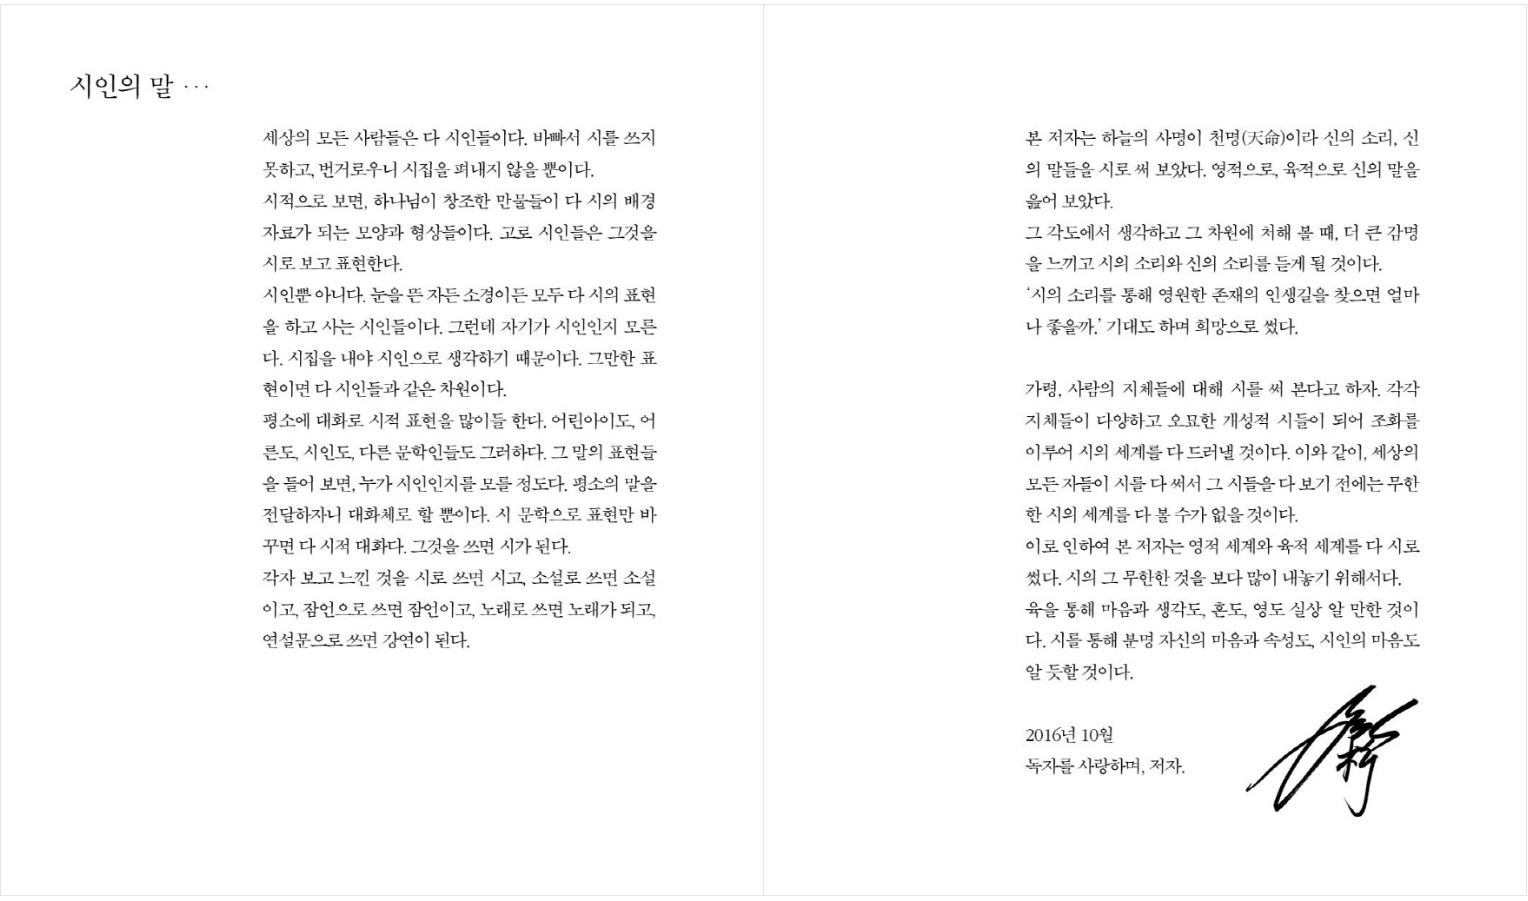 시인의 말 ···
세상의 모든 사람들은 다 시인들이다. 바빠서 시를 쓰지
못하고, 번거로우니 시집을 펴내지 않을 뿐이다.
시적으로 보면, 하나님이 창조한 만물들이 다 시의 배경
자료가 되는 모양과 형상들이다. 고로 시인들은 그것을
시로 보고 표현한다.
시인뿐 아니다. 눈을 뜬 자든 소경이든 모두 다 시의 표현
을 하고 사는 시인들이다. 그런데 자기가 시인인지 모른
다. 시집을 내야 시인으로 생각하기 때문이다. 그만한 표
현이면 다 시인들과 같은 차원이다.
평소에 대화로 시적 표현을 많이들 한다. 어린아이도, 어
른도, 시인도, 다른 문학인들도 그러하다. 그 말의 표현들
을 들어 보면, 누가 시인인지를 모를 정도다. 평소의 말을
전달하자니 대화체로 할 뿐이다. 시 문학으로 표현만 바
꾸면 다 시적 대화다. 그것을 쓰면 시가 된다.
각자 보고 느낀 것을 시로 쓰면 시고, 소설로 쓰면 소설
이고, 잠언으로 쓰면 잠언이고, 노래로 쓰면 노래가 되고,
연설문으로 쓰면 강연이 된다.
본 저자는 하늘의 사명이 천명(天命)이라 신의 소리, 신
의 말들을 시로 써 보았다. 영적으로, 육적으로 신의 말을
읊어 보았다.
그 각도에서 생각하고 그 차원에 처해 볼 때, 더 큰 감명
을 느끼고 시의 소리와 신의 소리를 듣게 될 것이다.
‘시의 소리를 통해 영원한 존재의 인생길을 찾으면 얼마
나 좋을까.’ 기대도 하며 희망으로 썼다.
가령, 사람의 지체들에 대해 시를 써 본다고 하자. 각각
지체들이 다양하고 오묘한 개성적 시들이 되어 조화를
이루어 시의 세계를 다 드러낼 것이다. 이와 같이, 세상의
모든 자들이 시를 다 써서 그 시들을 다 보기 전에는 무한
한 시의 세계를 다 볼 수가 없을 것이다.
이로 인하여 본 저자는 영적 세계와 육적 세계를 다 시로
썼다. 시의 그 무한한 것을 보다 많이 내놓기 위해서다.
육을 통해 마음과 생각도, 혼도, 영도 실상 알 만한 것이
다. 시를 통해 분명 자신의 마음과 속성도, 시인의 마음도
알 듯할 것이다.
2016년 10월
독자를 사랑하며, 저자.